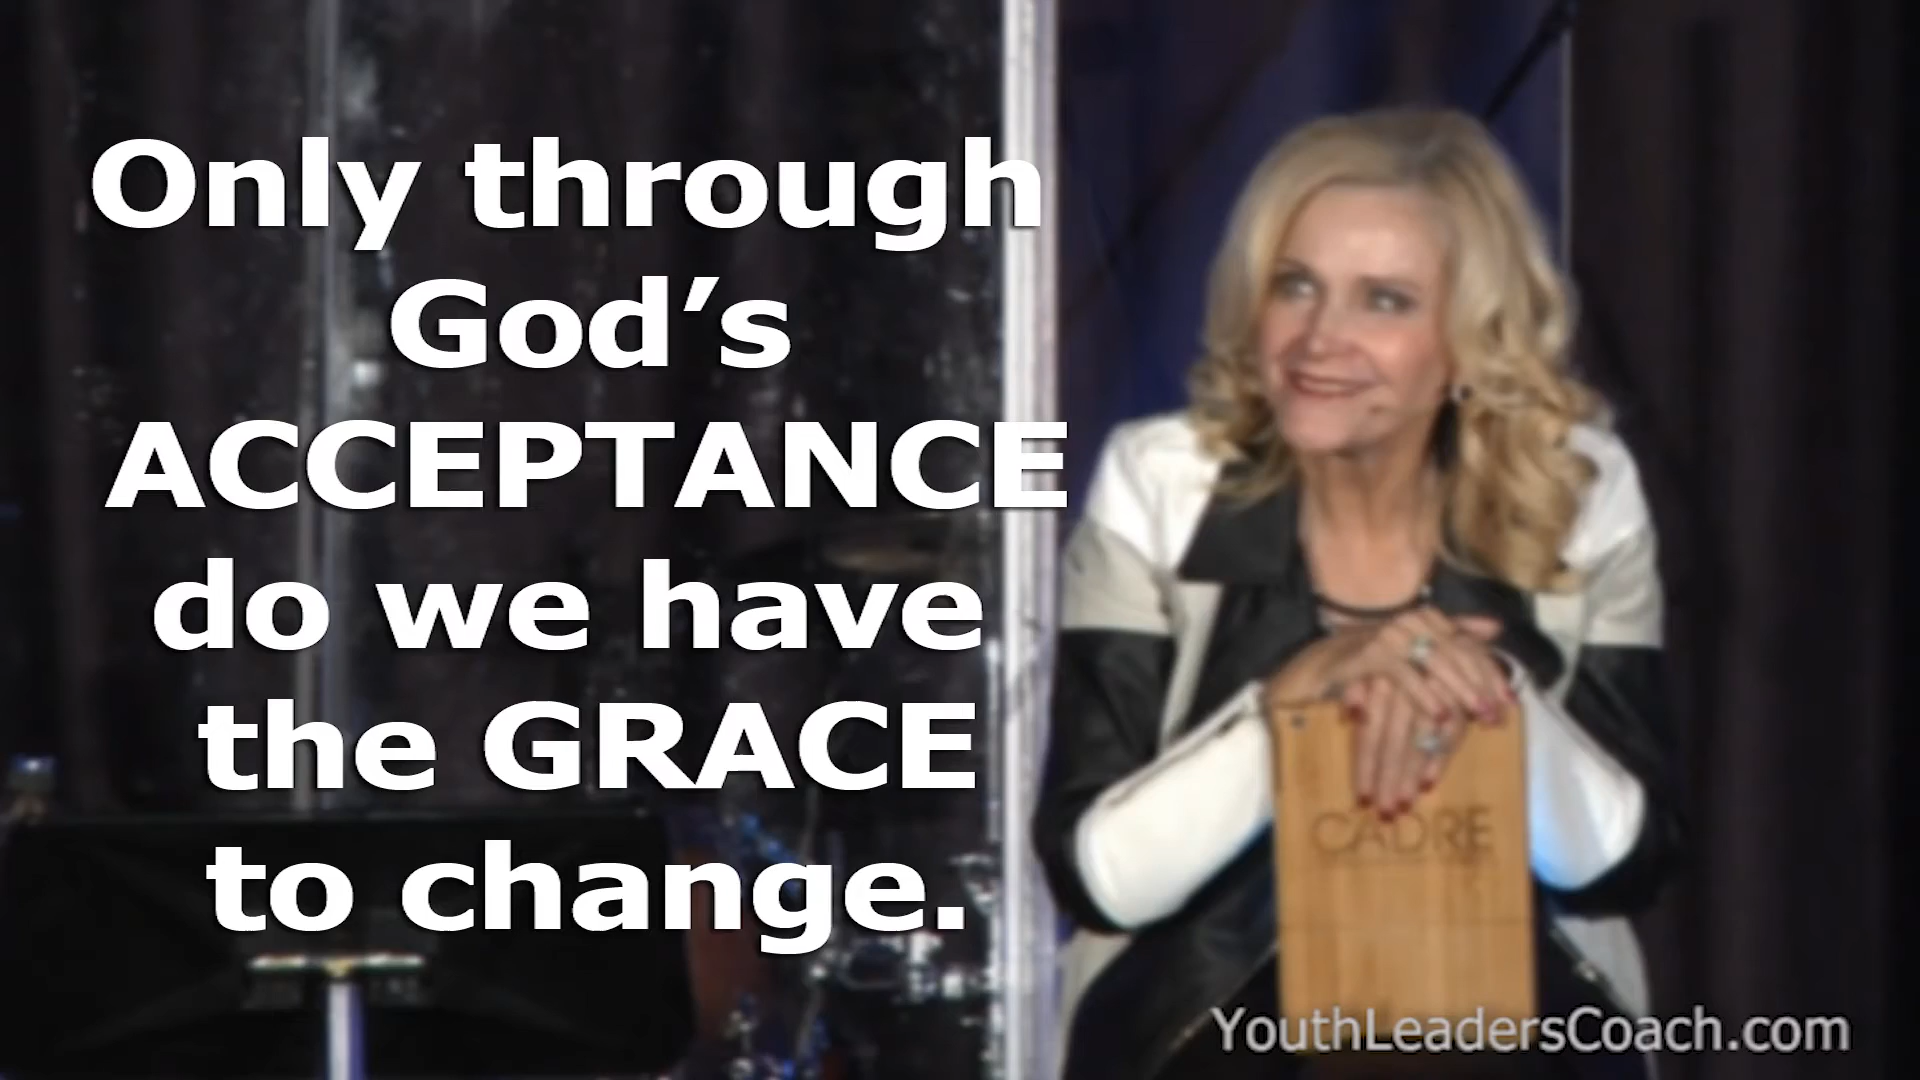 Only through
God’s
ACCEPTANCE
do we have
the GRACE
to change.
CADRE
YouthLeadersCoach.com